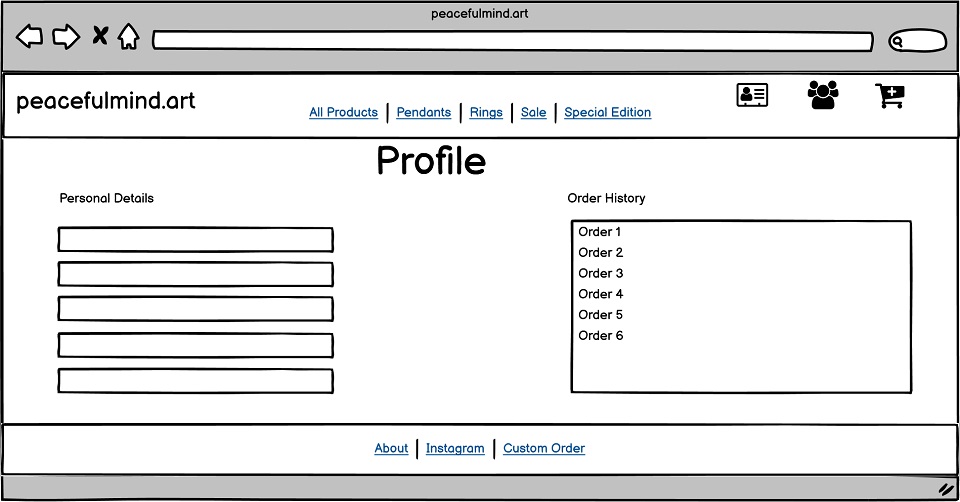 peacefulmind.art
peacefulmind.art
All Products | Pendants | Rings | Sale | Special Edition
Profile
Personal Details
Order History
Order 1
Order 2
Order 3
Order 4
Order 5
Order 6
About | Instagram | Custom Order